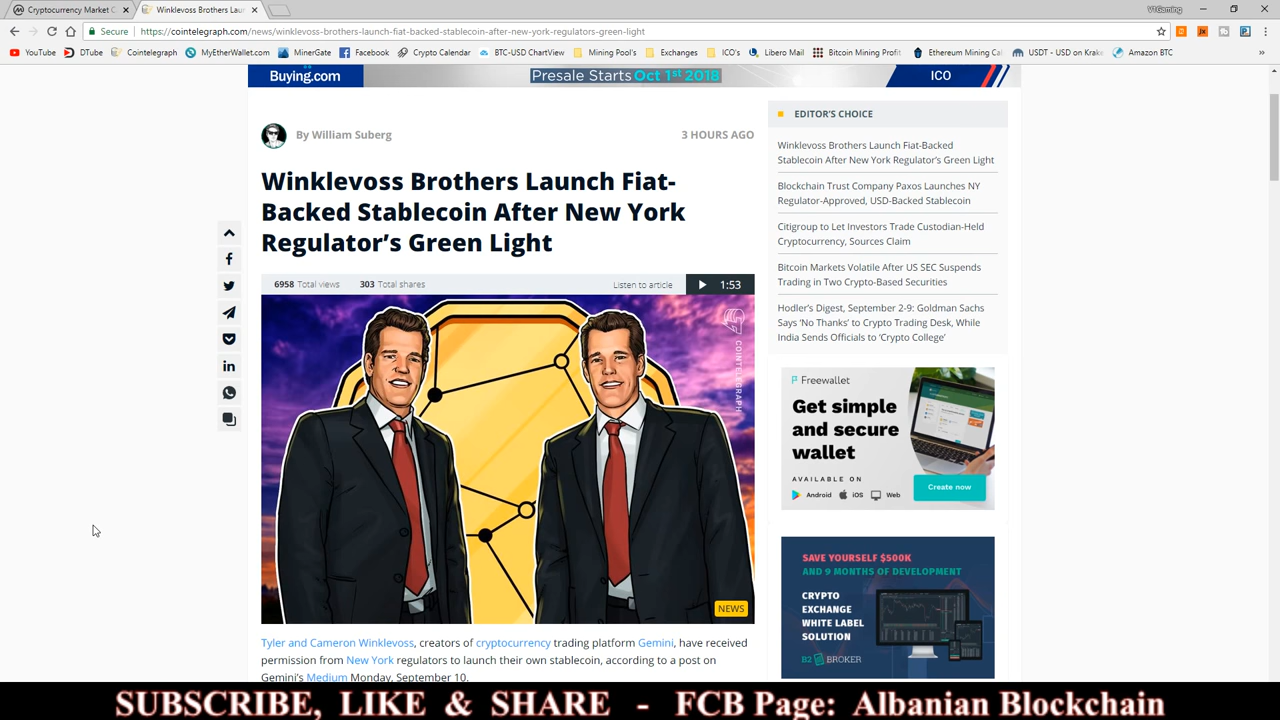 Cryptocurrency Market C
Winklevoss Brothers Lau
V1Gaming
Secure
https://cointelegraph.com/news/winklevoss-brothers-launch-fiat-backed-stablecoin-after-new-york-regulators-green-light
YouTube
DTube
Cointelegraph
MyEtherWallet.com
MinerGate
Facebook
Crypto Calendar
BTC-USD ChartView
Mining Pool's
Exchanges
ICO's
Libero Mail
Bitcoin Mining Profit
Ethereum Mining Cal
USDT - USD on Krake
Amazon BTC
Buying.com
Presale Starts Oct 1st 2018
ICO
By William Suberg
3 HOURS AGO
Winklevoss Brothers Launch Fiat-
Backed Stablecoin After New York
Regulator's Green Light
6958 Total views
303 Total shares
Listen to article
1:53
COINTELEGRAPH
NEWS
Tyler and Cameron Winklevoss, creators of cryptocurrency trading platform Gemini, have received
permission from New York regulators to launch their own stablecoin, according to a post on
Gemini's Medium Monday, September 10.
EDITOR'S CHOICE
Winklevoss Brothers Launch Fiat-Backed
Stablecoin After New York Regulator's Green Light
Blockchain Trust Company Paxos Launches NY
Regulator-Approved, USD-Backed Stablecoin
Citigroup to Let Investors Trade Custodian-Held
Cryptocurrency, Sources Claim
Bitcoin Markets Volatile After US SEC Suspends
Trading in Two Crypto-Based Securities
Hodler's Digest, September 2-9: Goldman Sachs
Says 'No Thanks' to Crypto Trading Desk, While
India Sends Officials to 'Crypto College'
Freewallet
Get simple
and secure
wallet
AVAILABLE ON
Android
iOS
Web
Create now
SAVE YOURSELF $500K
AND 9 MONTHS OF DEVELOPMENT
CRYPTO
EXCHANGE
WHITE LABEL
SOLUTION
B2 BROKER
SUBSCRIBE, LIKE & SHARE - FCB Page: Albanian Blockchain